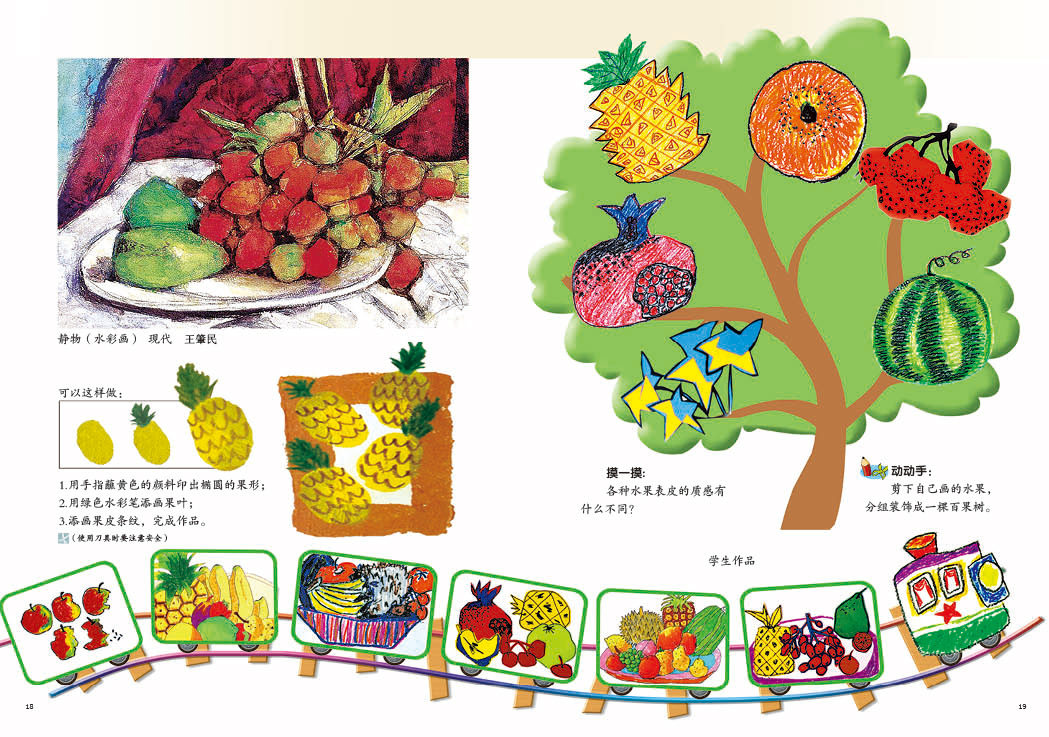 静物（水彩画） 现代 王肇民
可以这样做：
1.用手指蘸黄色的颜料印出椭圆的果形；
2.用绿色水彩笔添画果叶；
3.添画果皮条纹，完成作品。
（使用刀具时要注意安全）
摸一摸：
各种水果表皮的质感有
什么不同？
动动手：
剪下自己画的水果，
分组装饰成一棵百果树。
学生作品
18
19